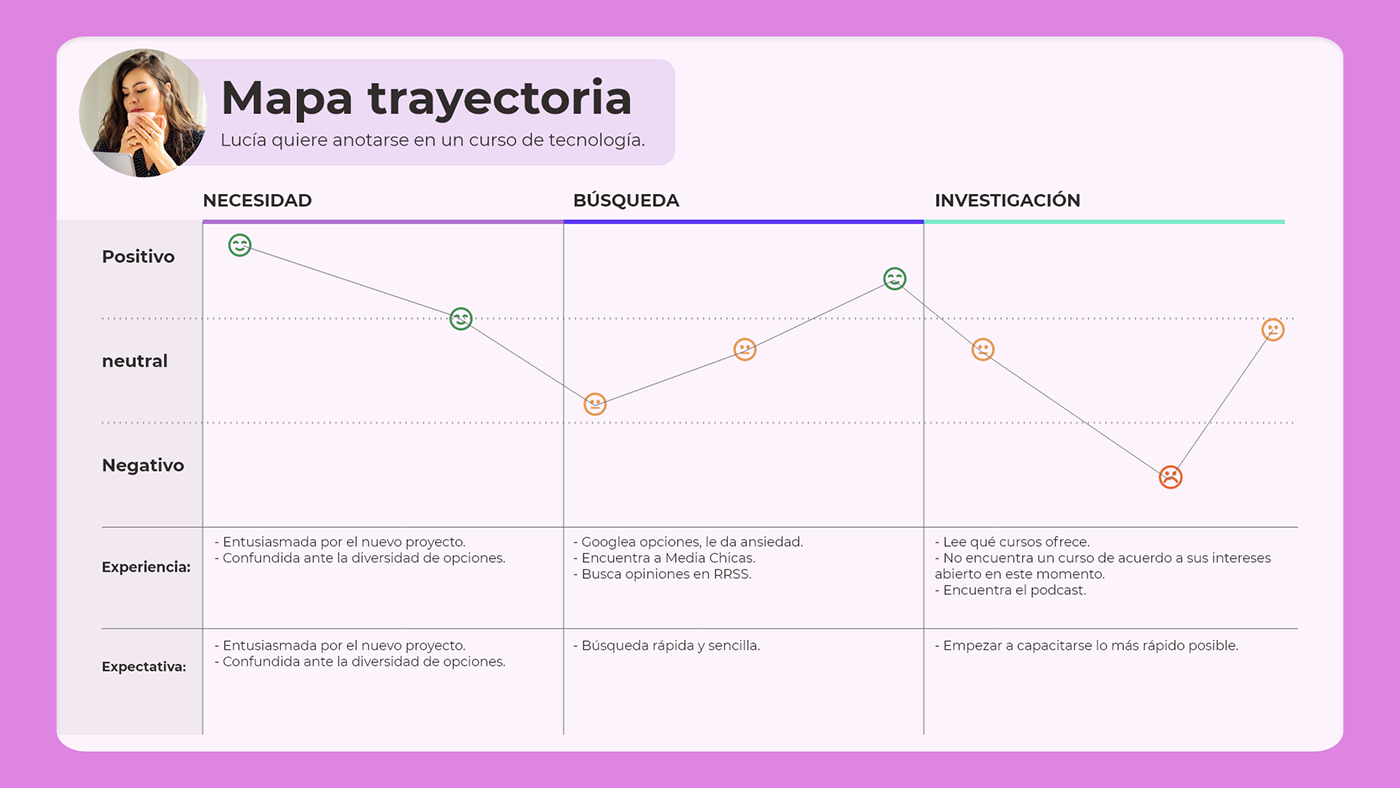 Mapa trayectoria
Lucía quiere anotarse en un curso de tecnología.
NECESIDAD
BÚSQUEDA
INVESTIGACIÓN
Positivo
neutral
Negativo
Experiencia:
- Entusiasmada por el nuevo proyecto.
- Confundida ante la diversidad de opciones.
- Googlea opciones, le da ansiedad.
- Encuentra a Media Chicas.
- Busca opiniones en RRSS.
- Lee qué cursos ofrece.
- No encuentra un curso de acuerdo a sus intereses
abierto en este momento.
- Encuentra el podcast.
Expectativa:
- Entusiasmada por el nuevo proyecto.
- Confundida ante la diversidad de opciones.
- Búsqueda rápida y sencilla.
- Empezar a capacitarse lo más rápido posible.